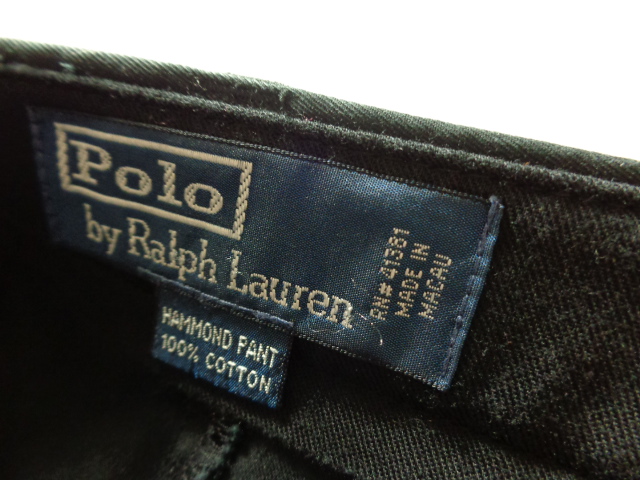 Polo
by Ralph Lauren
RN# 41381
MADE IN
MACAU
HAMMOND PANT
100% COTTON